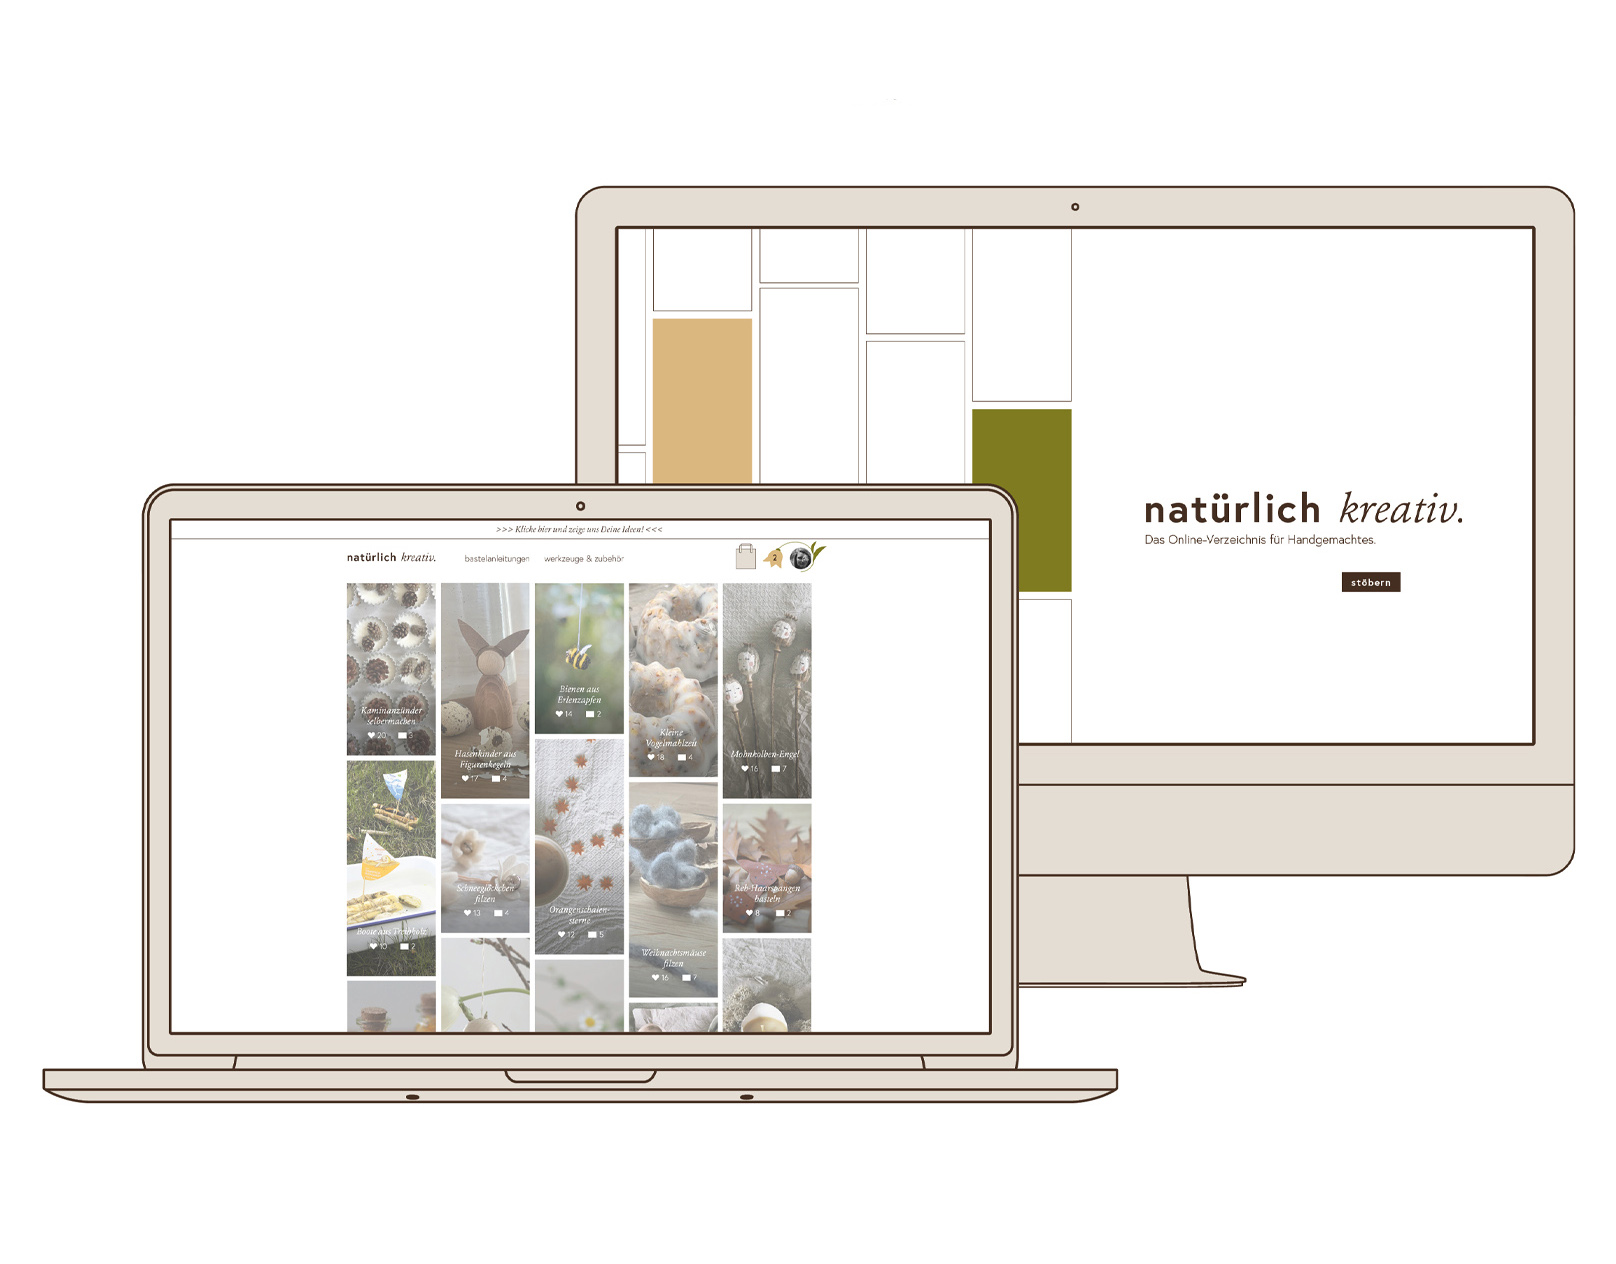 natürlich kreativ.
Das Online-Verzeichnis für Handgemachtes.
stöbern
>>> Klicke hier und zeige uns Deine Ideen! <<<
natürlich kreativ.
bastelanleitungen
werkzeuge & zubehör
2
Kaminanzünder
selbermachen
20 3
Hasenkinder aus
Figurenkegeln
17 4
Bienen aus
Erlenzapfen
14 2
Kleine
Vogelmahlzeit
18 4
Mohnkolben-Engel
16 7
Boote aus Treibholz
10 2
Schneeglöckchen
filzen
13 4
Orangenschalen-
sterne
12 5
Weihnachtsmäuse
filzen
16 7
Reh-Haarspangen
basteln
8 2